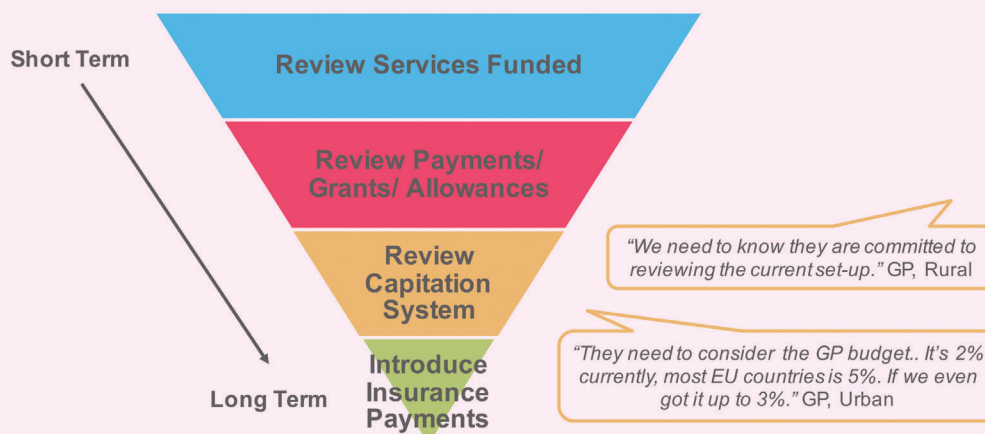 Short Term
Review Services Funded
Review Payments/
Grants/ Allowances
Review
Capitation
System
“We need to know they are committed to
reviewing the current set-up.” GP, Rural
Introduce
Insurance
Payments
Long Term
“They need to consider the GP budget.. It’s 2%
currently, most EU countries is 5%. If we even
got it up to 3%.” GP, Urban